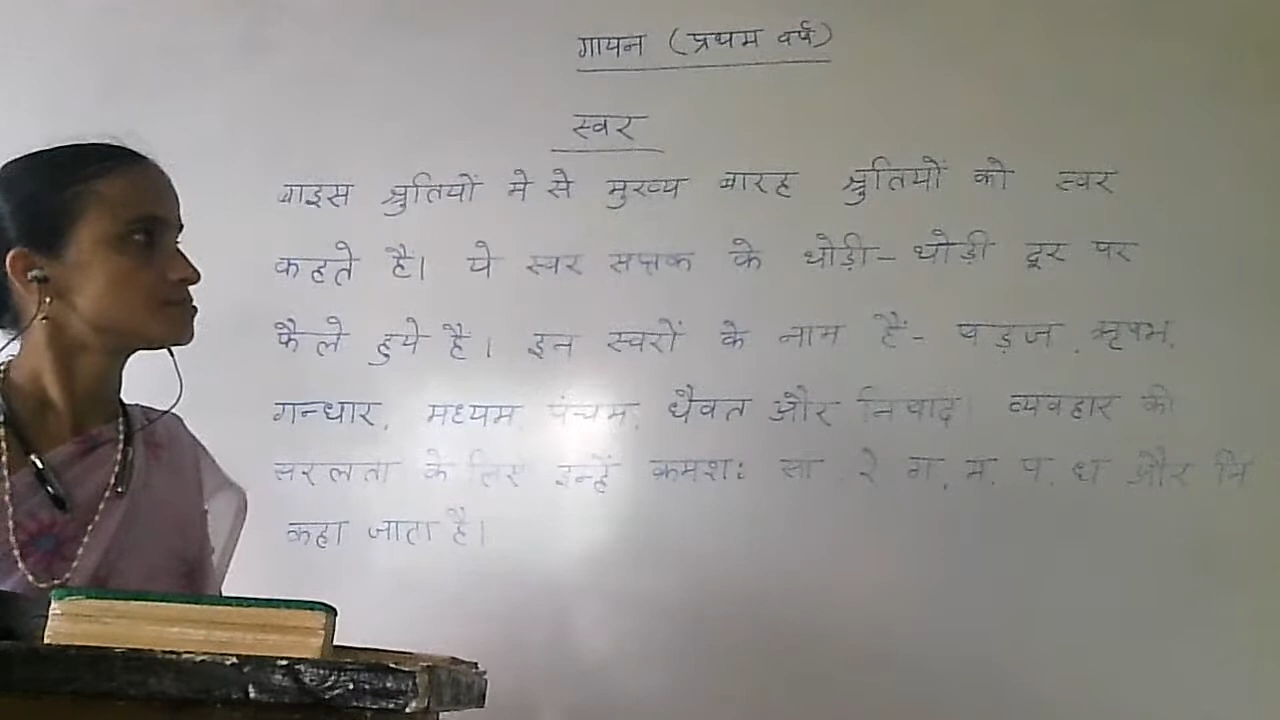 गायन (प्रथम वर्ष)
स्वर
बाइस श्रुतियों मे से मुख्य बारह श्रुतियों को स्वर
कहते है। ये स्वर सप्तक के थोड़ी - थोड़ी दूर पर
फैले हुये है। इन स्वरों के नाम हैं - षड़ज, ऋषभ,
गन्धार, मध्यम, पंचम, धैवत और निषाद। व्यवहार की
सरलता के लिए इन्हें क्रमशः सा, रे, ग, म, प, ध और नि
कहा जाता है।